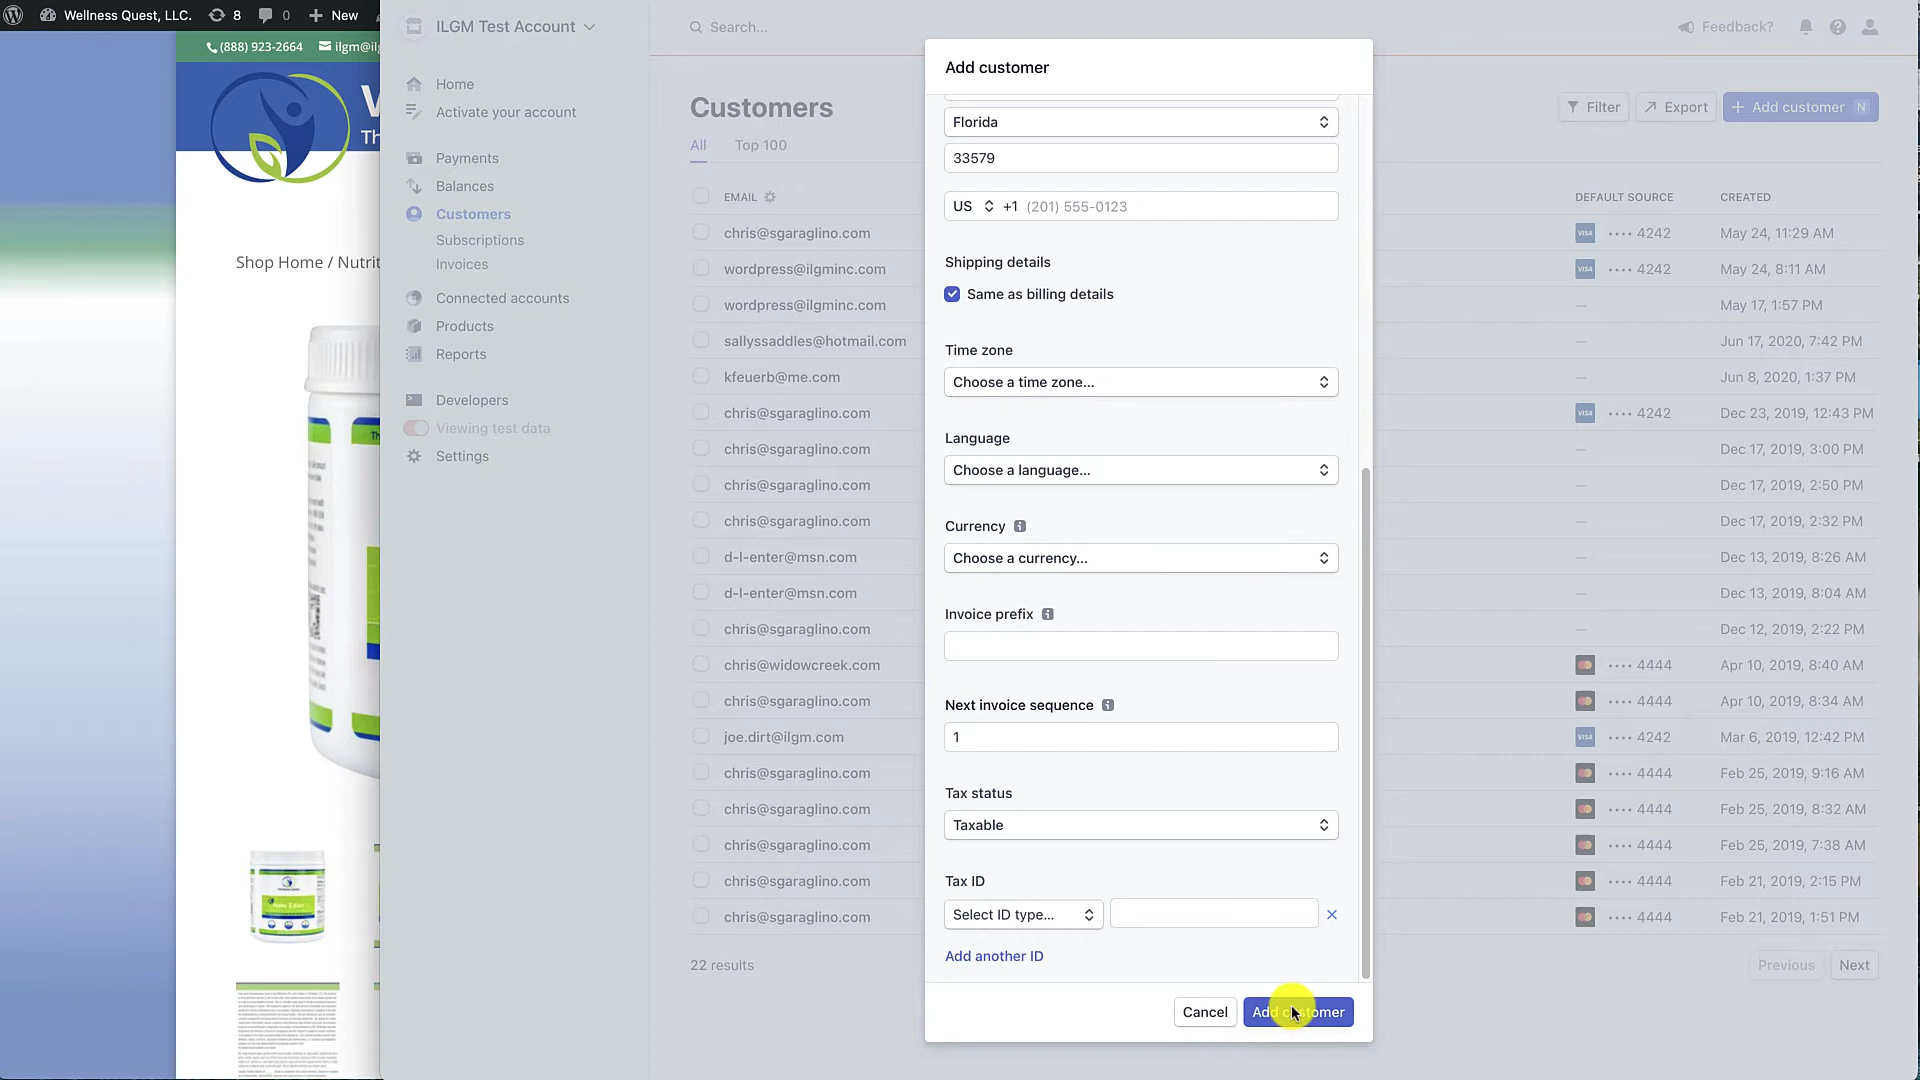 Wellness Quest, LLC. 8 0 New
(888) 923-2664 ilgm@ilg
W
Th
Shop Home / Nutrit
ILGM Test Account
Home
Activate your account
Payments
Balances
Customers
Subscriptions
Invoices
Connected accounts
Products
Reports
Developers
Viewing test data
Settings
Search...
Feedback?
Customers
Filter
Export
Add customer N
All Top 100
EMAIL DEFAULT SOURCE CREATED
chris@sgaraglino.com VISA •••• 4242 May 24, 11:29 AM
wordpress@ilgminc.com VISA •••• 4242 May 24, 8:11 AM
wordpress@ilgminc.com — May 17, 1:57 PM
sallyssaddles@hotmail.com — Jun 17, 2020, 7:42 PM
kfeuerb@me.com — Jun 8, 2020, 1:37 PM
chris@sgaraglino.com VISA •••• 4242 Dec 23, 2019, 12:43 PM
chris@sgaraglino.com — Dec 17, 2019, 3:00 PM
chris@sgaraglino.com — Dec 17, 2019, 2:50 PM
chris@sgaraglino.com — Dec 17, 2019, 2:32 PM
d-l-enter@msn.com — Dec 13, 2019, 8:26 AM
d-l-enter@msn.com — Dec 13, 2019, 8:04 AM
chris@sgaraglino.com — Dec 12, 2019, 2:22 PM
chris@widowcreek.com •••• 4444 Apr 10, 2019, 8:40 AM
chris@sgaraglino.com •••• 4444 Apr 10, 2019, 8:34 AM
joe.dirt@ilgm.com VISA •••• 4242 Mar 6, 2019, 12:42 PM
chris@sgaraglino.com •••• 4444 Feb 25, 2019, 9:16 AM
chris@sgaraglino.com •••• 4444 Feb 25, 2019, 8:32 AM
chris@sgaraglino.com •••• 4444 Feb 25, 2019, 7:38 AM
chris@sgaraglino.com •••• 4444 Feb 21, 2019, 2:15 PM
chris@sgaraglino.com •••• 4444 Feb 21, 2019, 1:51 PM
22 results
Previous Next
Add customer
Florida
33579
US +1 (201) 555-0123
Shipping details
Same as billing details
Time zone
Choose a time zone...
Language
Choose a language...
Currency
Choose a currency...
Invoice prefix
Next invoice sequence
1
Tax status
Taxable
Tax ID
Select ID type...
Add another ID
Cancel Add customer